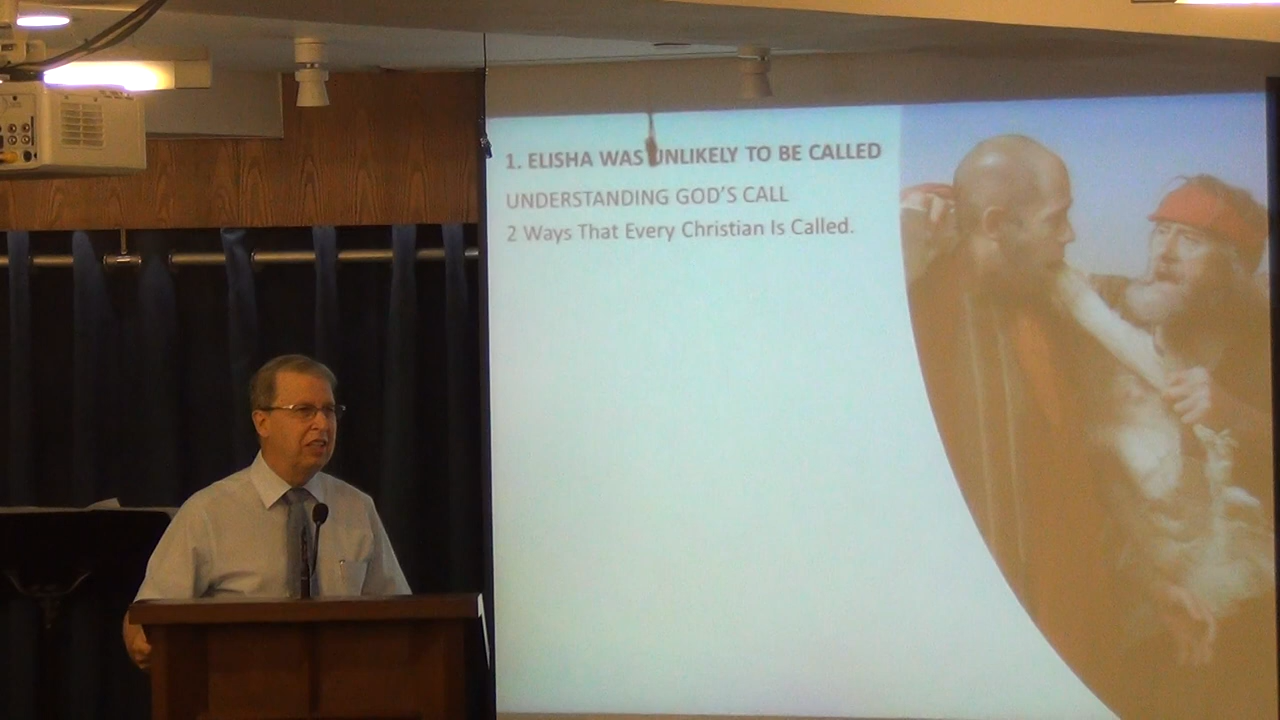 1. ELISHA WAS UNLIKELY TO BE CALLED
UNDERSTANDING GOD'S CALL
2 Ways That Every Christian Is Called.